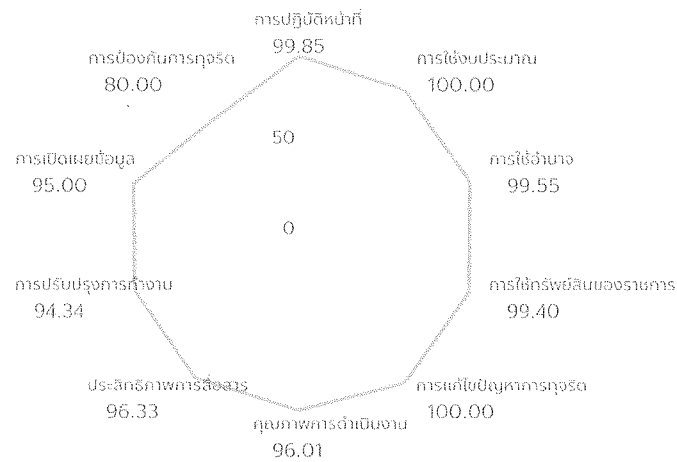 การปฏิบัติหน้าที่
99.85
การป้องกันการทุจริต
80.00
การใช้งบประมาณ
100.00
50
การเปิดเผยข้อมูล
95.00
การใช้อำนาจ
99.55
0
การปรับปรุงการทำงาน
94.34
การใช้ทรัพย์สินของราชการ
99.40
ประสิทธิภาพการสื่อสาร
96.33
การแก้ไขปัญหาการทุจริต
100.00
คุณภาพการดำเนินงาน
96.01